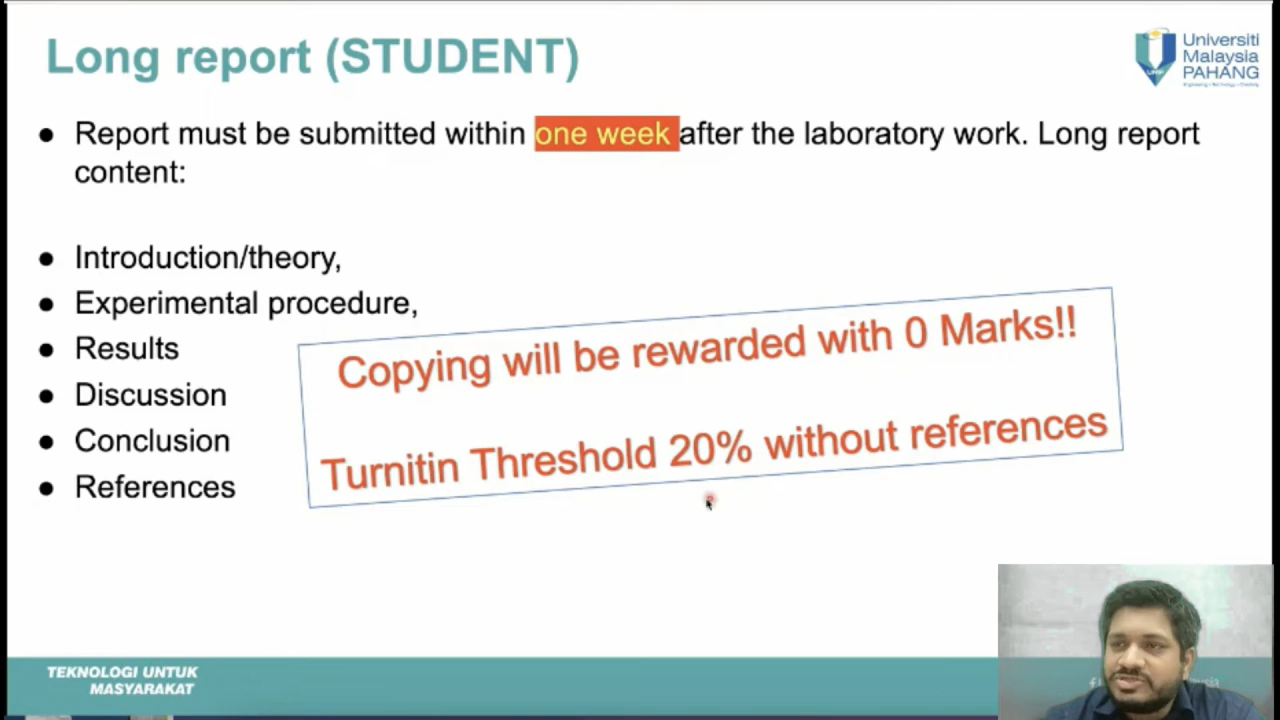 Long report (STUDENT)
Universiti
Malaysia
PAHANG
● Report must be submitted within one week after the laboratory work. Long report
content:
● Introduction/theory,
● Experimental procedure,
● Results
● Discussion
● Conclusion
● References
Copying will be rewarded with 0 Marks!!
Turnitin Threshold 20% without references
TEKNOLOGI UNTUK
MASYARAKAT